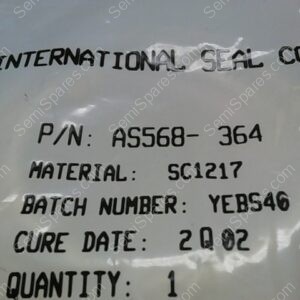 INTERNATIONAL SEAL CO
P/N: AS568- 364
MATERIAL: SC1217
BATCH NUMBER: YEB546
CURE DATE: 2Q02
QUANTITY: 1